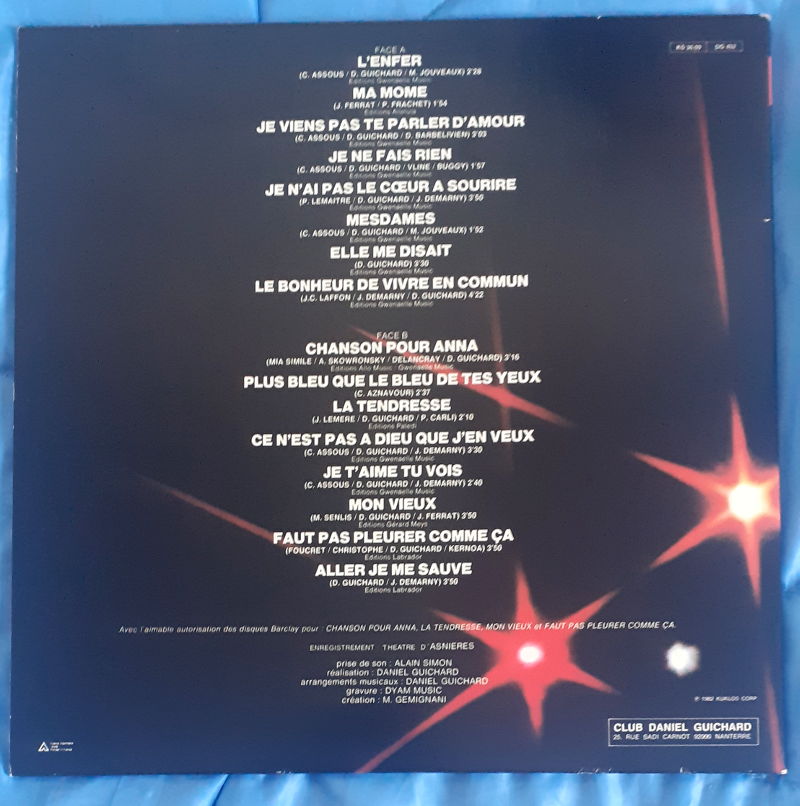 FACE A
L'ENFER
(C. ASSOUS / D. GUICHARD / M. JOUVEAUX) 2'28
Editions Gwenaelle Music
MA MOME
(J. FERRAT / P. FRACHET) 1'54
Editions
JE VIENS PAS TE PARLER D'AMOUR
(C. ASSOUS / D. GUICHARD / D. BARBELIVIEN) 3'03
Editions Gwenaelle Music
JE NE FAIS RIEN
(C. ASSOUS / D. GUICHARD / VLINE / BUGGY) 1'57
Editions Gwenaelle Music
JE N'AI PAS LE CŒUR A SOURIRE
(P. LEMAITRE / D. GUICHARD / J. DEMARNY) 3'50
Editions Gwenaelle Music
MESDAMES
(C. ASSOUS / D. GUICHARD / M. JOUVEAUX) 1'52
Editions Gwenaelle Music
ELLE ME DISAIT
(D. GUICHARD) 3'30
Editions Gwenaelle Music
LE BONHEUR DE VIVRE EN COMMUN
(J.C. LAFFON / J. DEMARNY / D. GUICHARD) 4'22
Editions Gwenaelle Music
FACE B
CHANSON POUR ANNA
(MIA SIMILE / A. SKOWRONSKY / DELANCRAY / D. GUICHARD) 3'16
Editions Allo Music / Gwenaelle Music
PLUS BLEU QUE LE BLEU DE TES YEUX
(C. AZNAVOUR) 2'37
LA TENDRESSE
(J. LEMERE / D. GUICHARD / P. CARLI) 2'10
Editions Paledi
CE N'EST PAS A DIEU QUE J'EN VEUX
(C. ASSOUS / D. GUICHARD / J. DEMARNY) 3'30
Editions Gwenaelle Music
JE T'AIME TU VOIS
(C. ASSOUS / D. GUICHARD / J. DEMARNY) 2'40
Editions Gwenaelle Music
MON VIEUX
(M. SENLIS / D. GUICHARD / J. FERRAT) 3'50
Editions Gérard Meys
FAUT PAS PLEURER COMME ÇA
(FOUCRET / CHRISTOPHE / D. GUICHARD / KERNOA) 3'50
Editions Labrador
ALLER JE ME SAUVE
(D. GUICHARD / J. DEMARNY) 3'50
Editions Labrador
Avec l'aimable autorisation des disques Barclay pour : CHANSON POUR ANNA, LA TENDRESSE, MON VIEUX et FAUT PAS PLEURER COMME ÇA.
ENREGISTREMENT THEATRE D'ASNIERES
prise de son : ALAIN SIMON
réalisation : DANIEL GUICHARD
arrangements musicaux : DANIEL GUICHARD
gravure : DYAM MUSIC
création : M. GEMIGNANI
℗ 1982 KUKLOS CORP
CLUB DANIEL GUICHARD
25, RUE SADI CARNOT 92000 NANTERRE